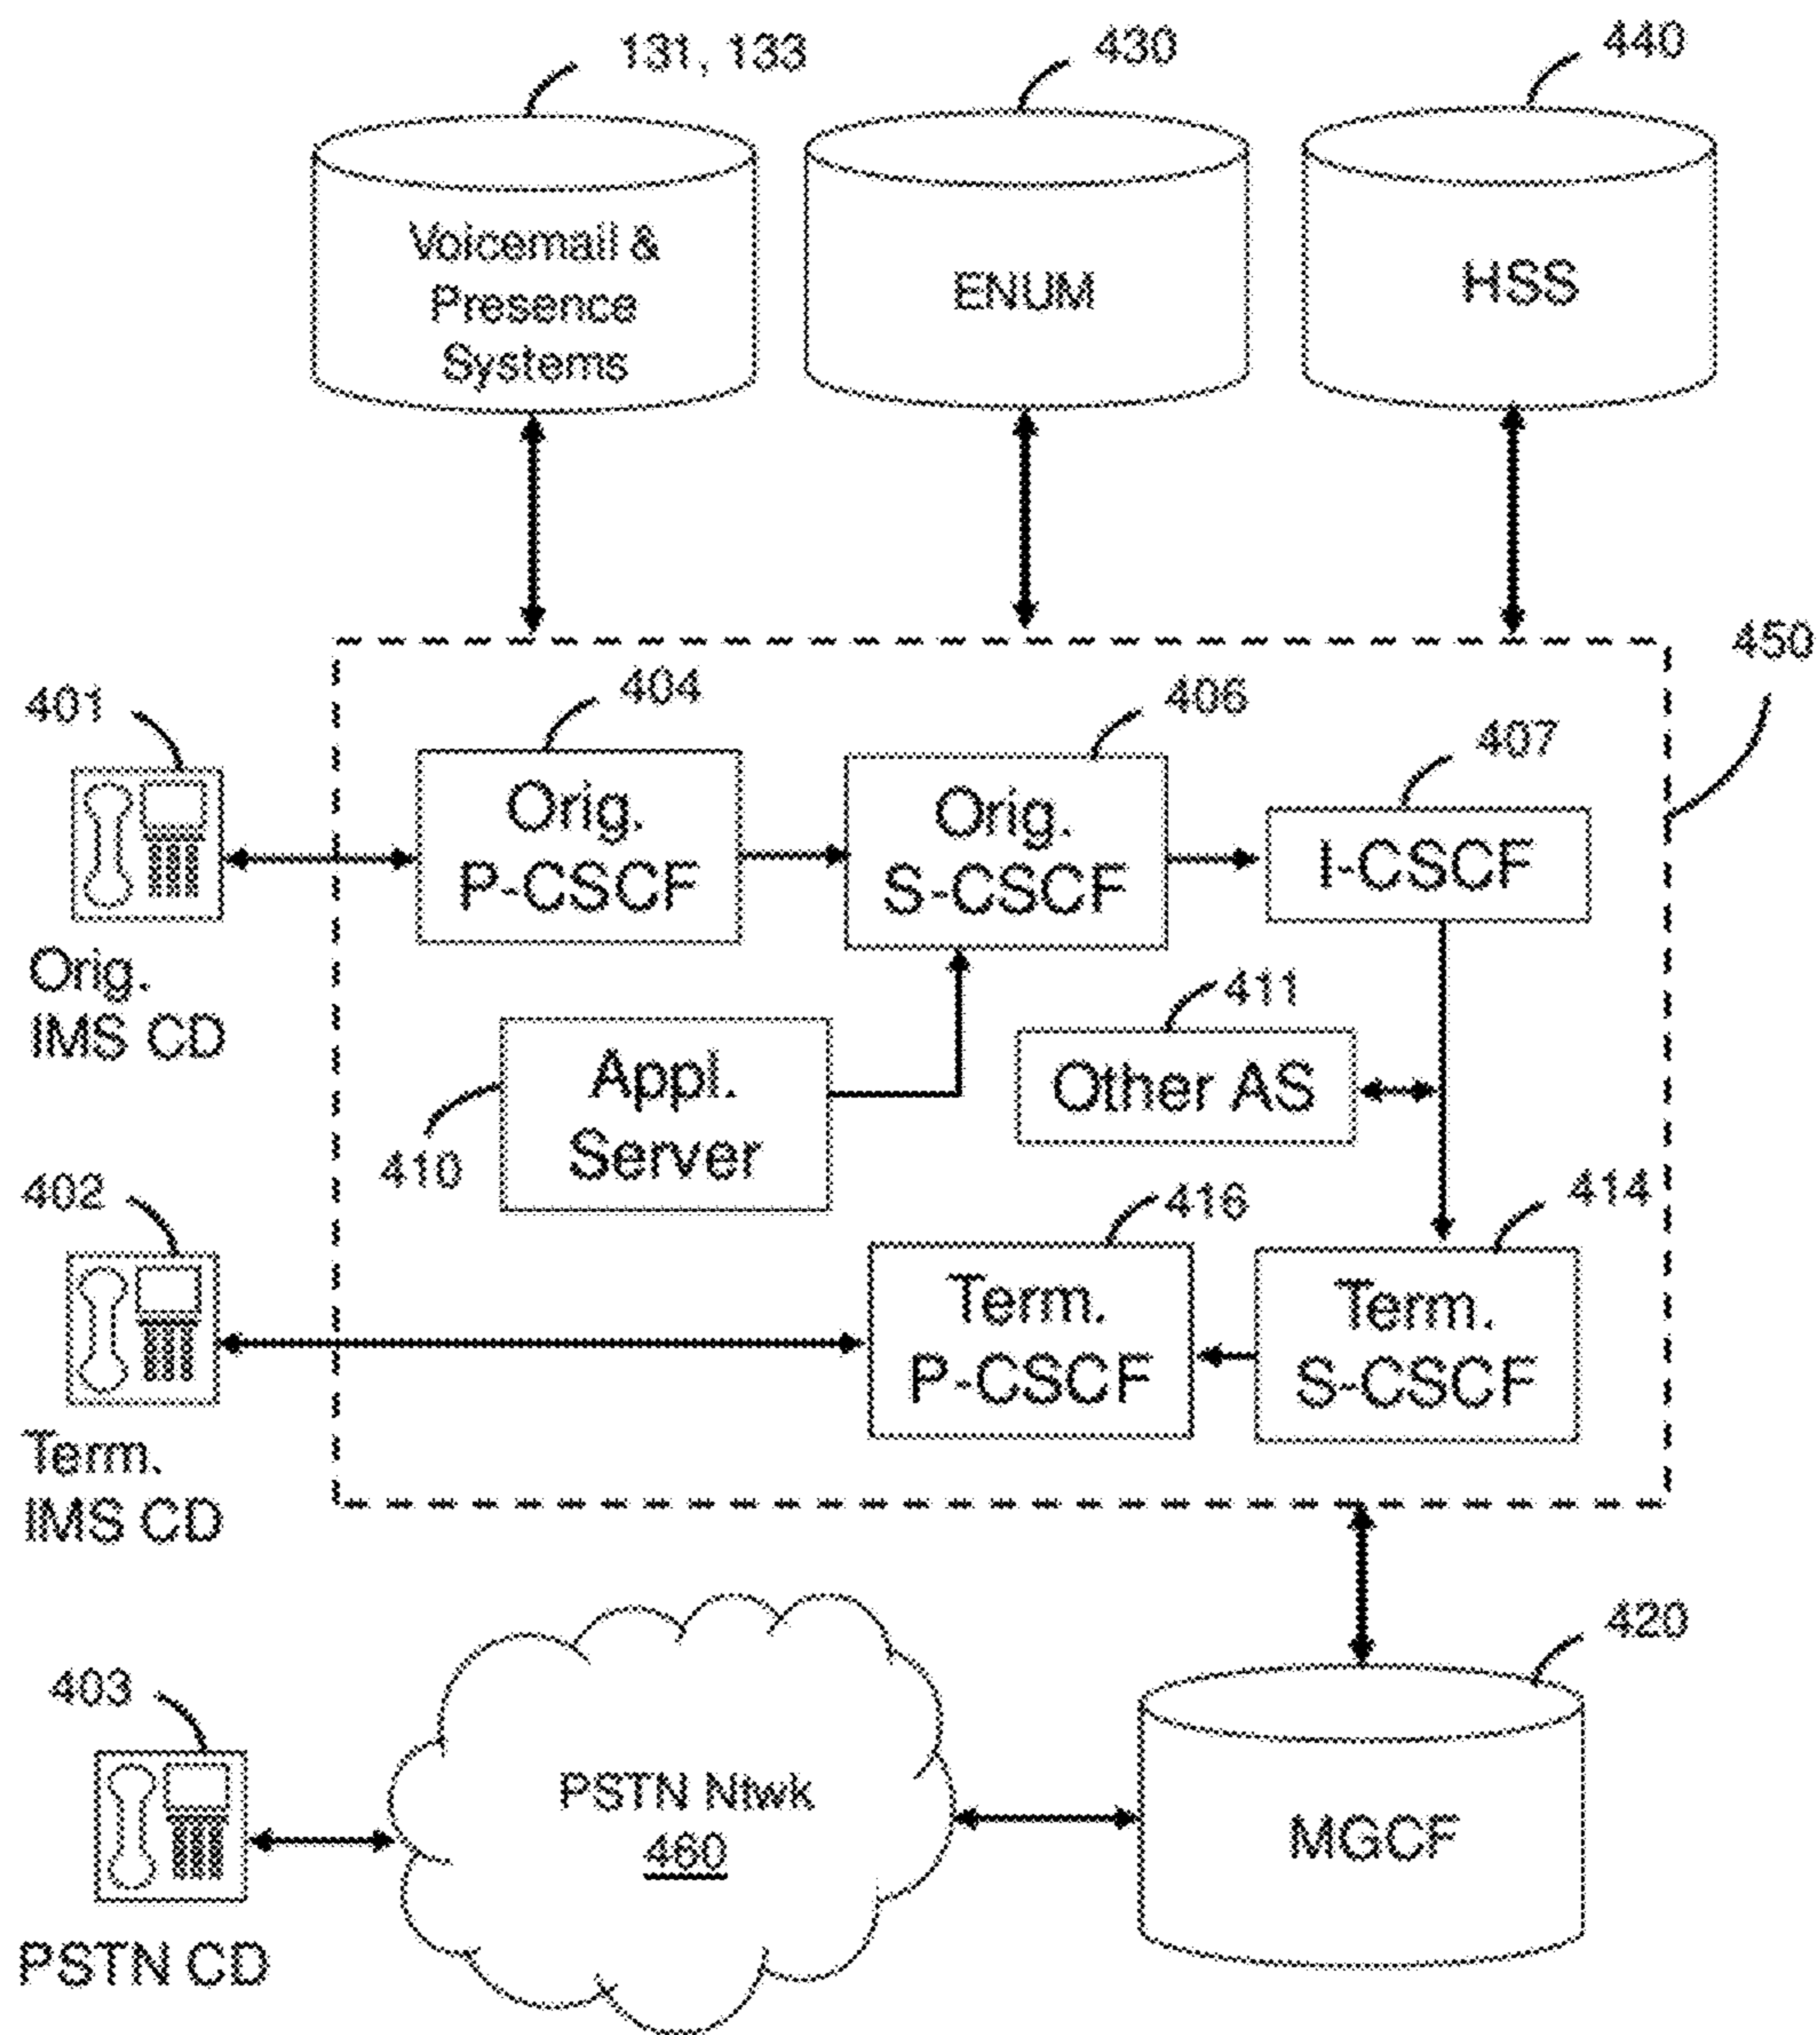 131, 133
430
440
Voicemail &
Presence
Systems
ENUM
HSS
450
401
404
406
407
Orig.
P-CSCF
Orig.
S-CSCF
I-CSCF
Orig.
IMS CD
411
Appl.
Server
Other AS
410
402
416
414
Term.
P-CSCF
Term.
S-CSCF
Term.
IMS CD
420
403
PSTN Ntwk
460
MGCF
PSTN CD